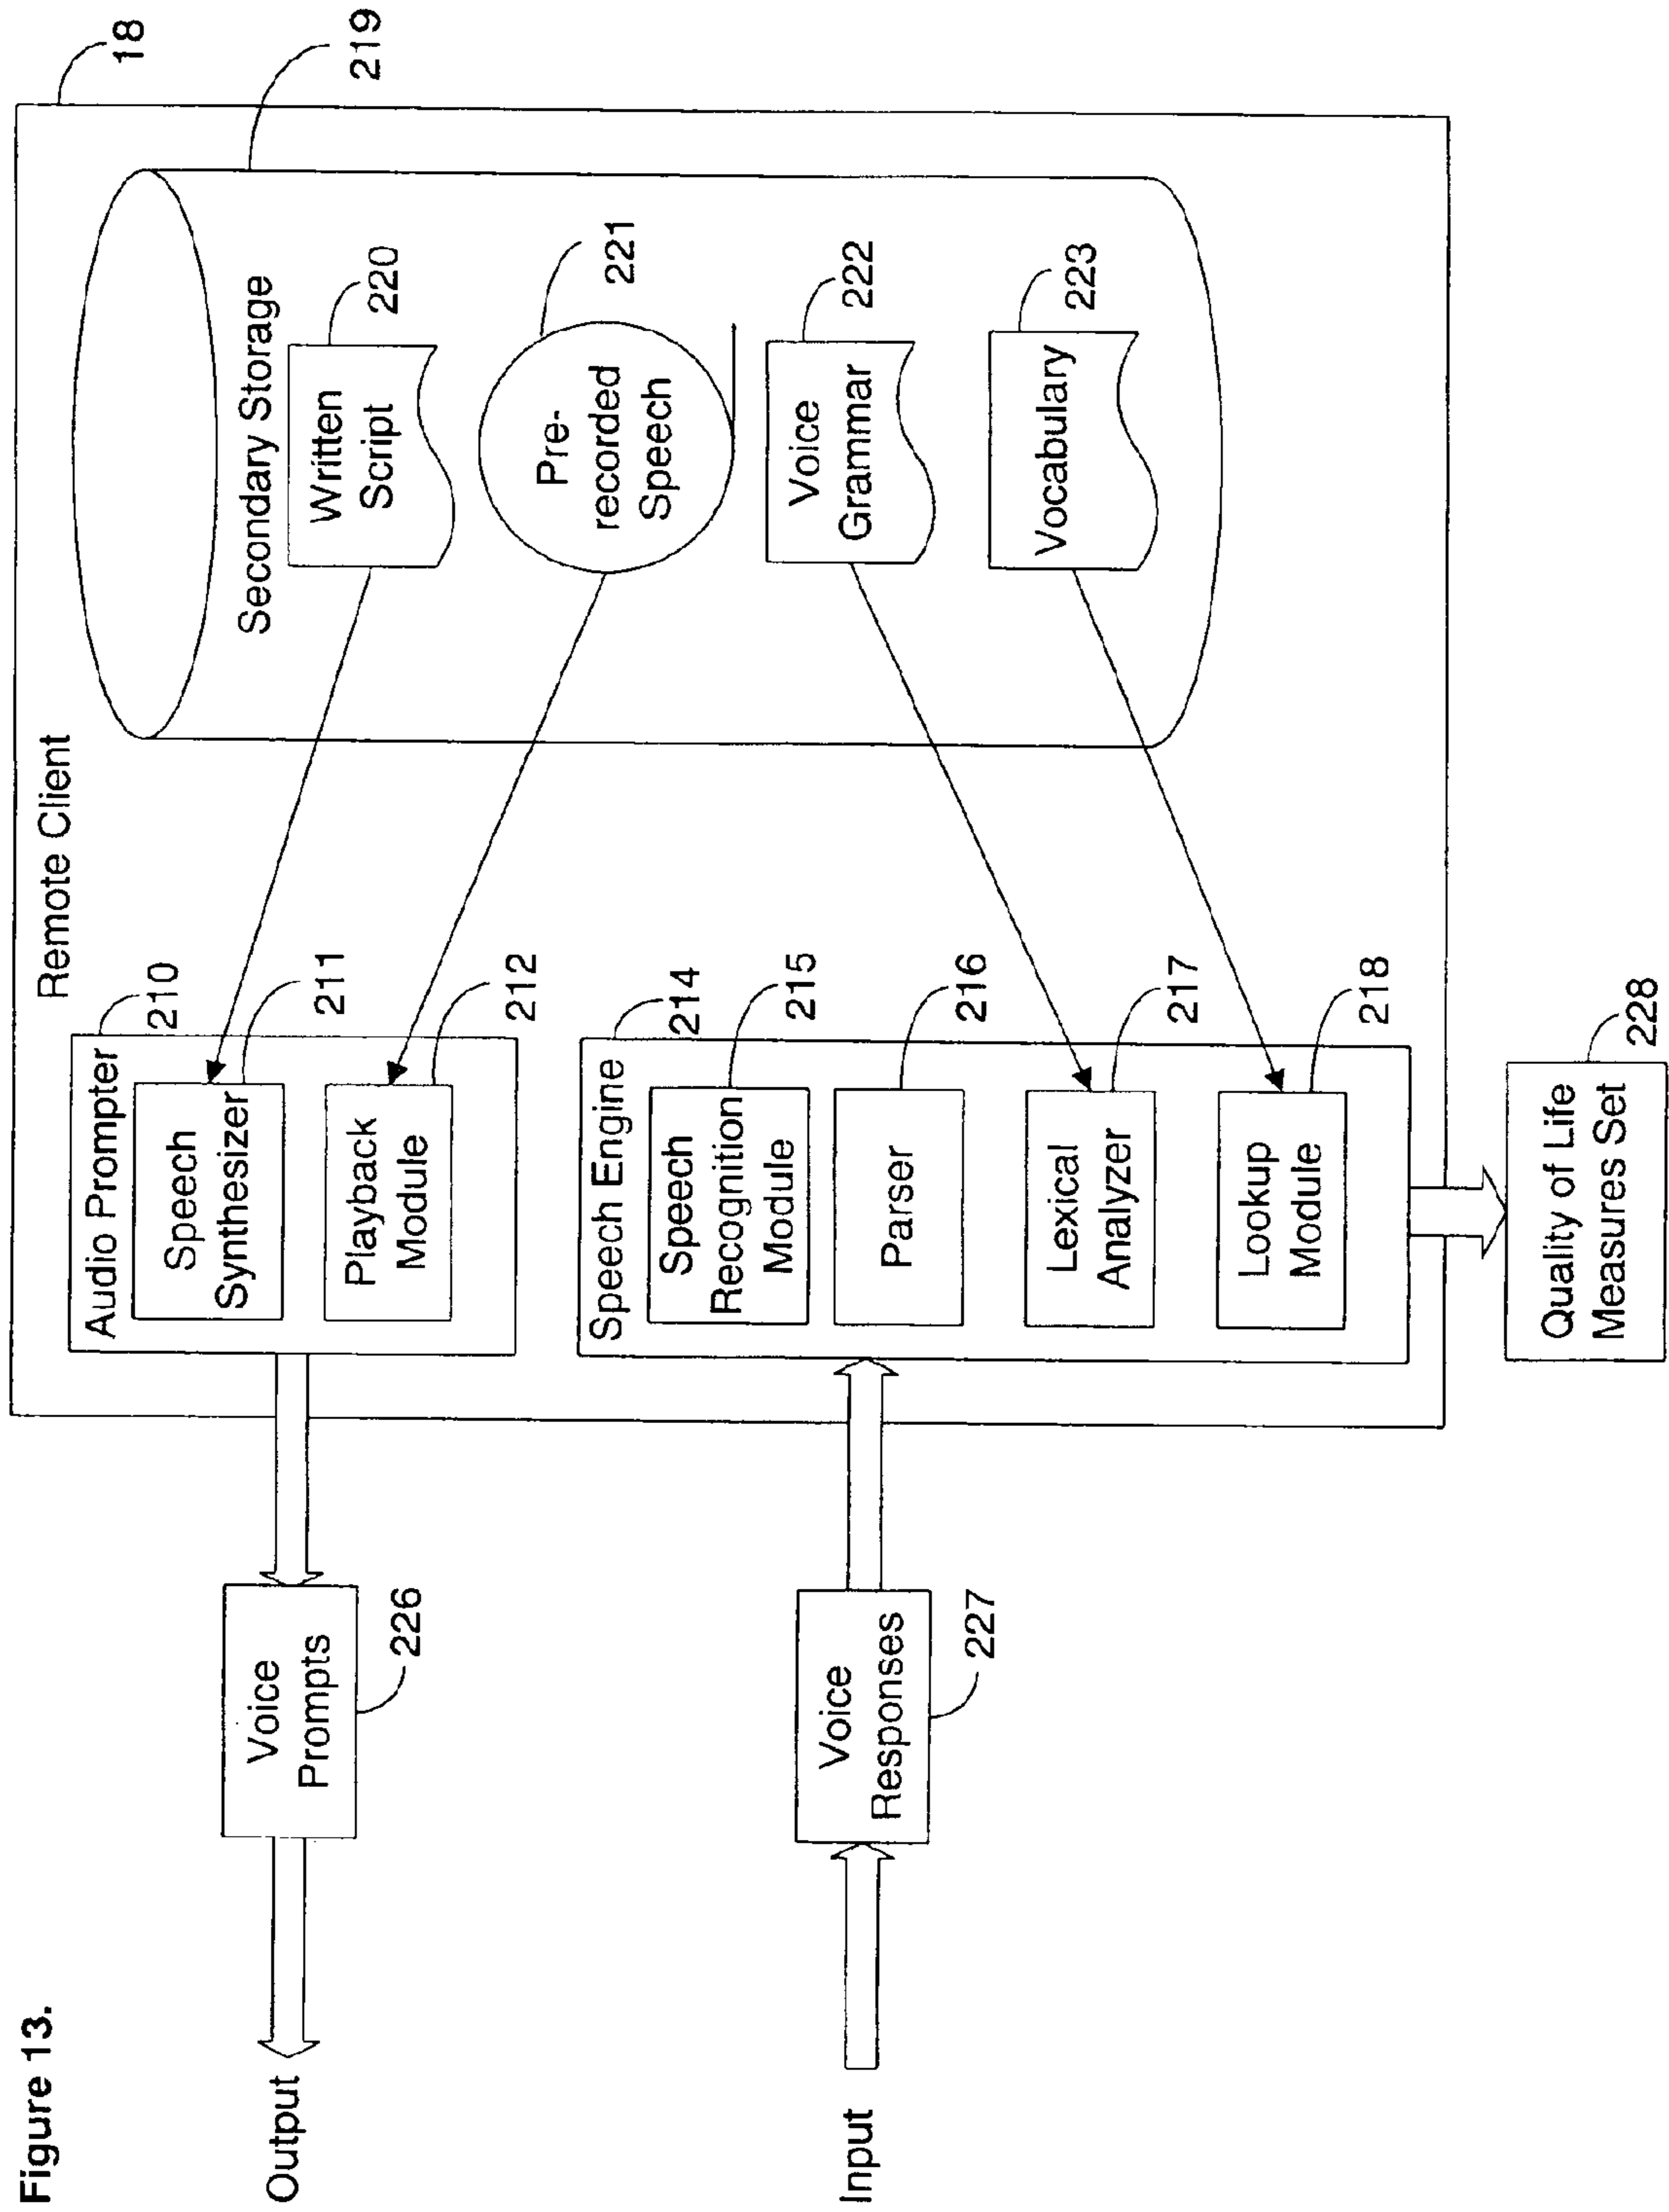 Figure 13.
Remote Client
18
Audio Prompter
210
Speech
Synthesizer
211
Playback
Module
212
Secondary Storage
219
Written
Script
220
Pre-
recorded
Speech
221
Voice
Grammar
222
Vocabulary
223
Output
Voice
Prompts
226
Input
Voice
Responses
227
Speech Engine
214
Speech
Recognition
Module
215
Parser
216
Lexical
Analyzer
217
Lookup
Module
218
Quality of Life
Measures Set
228